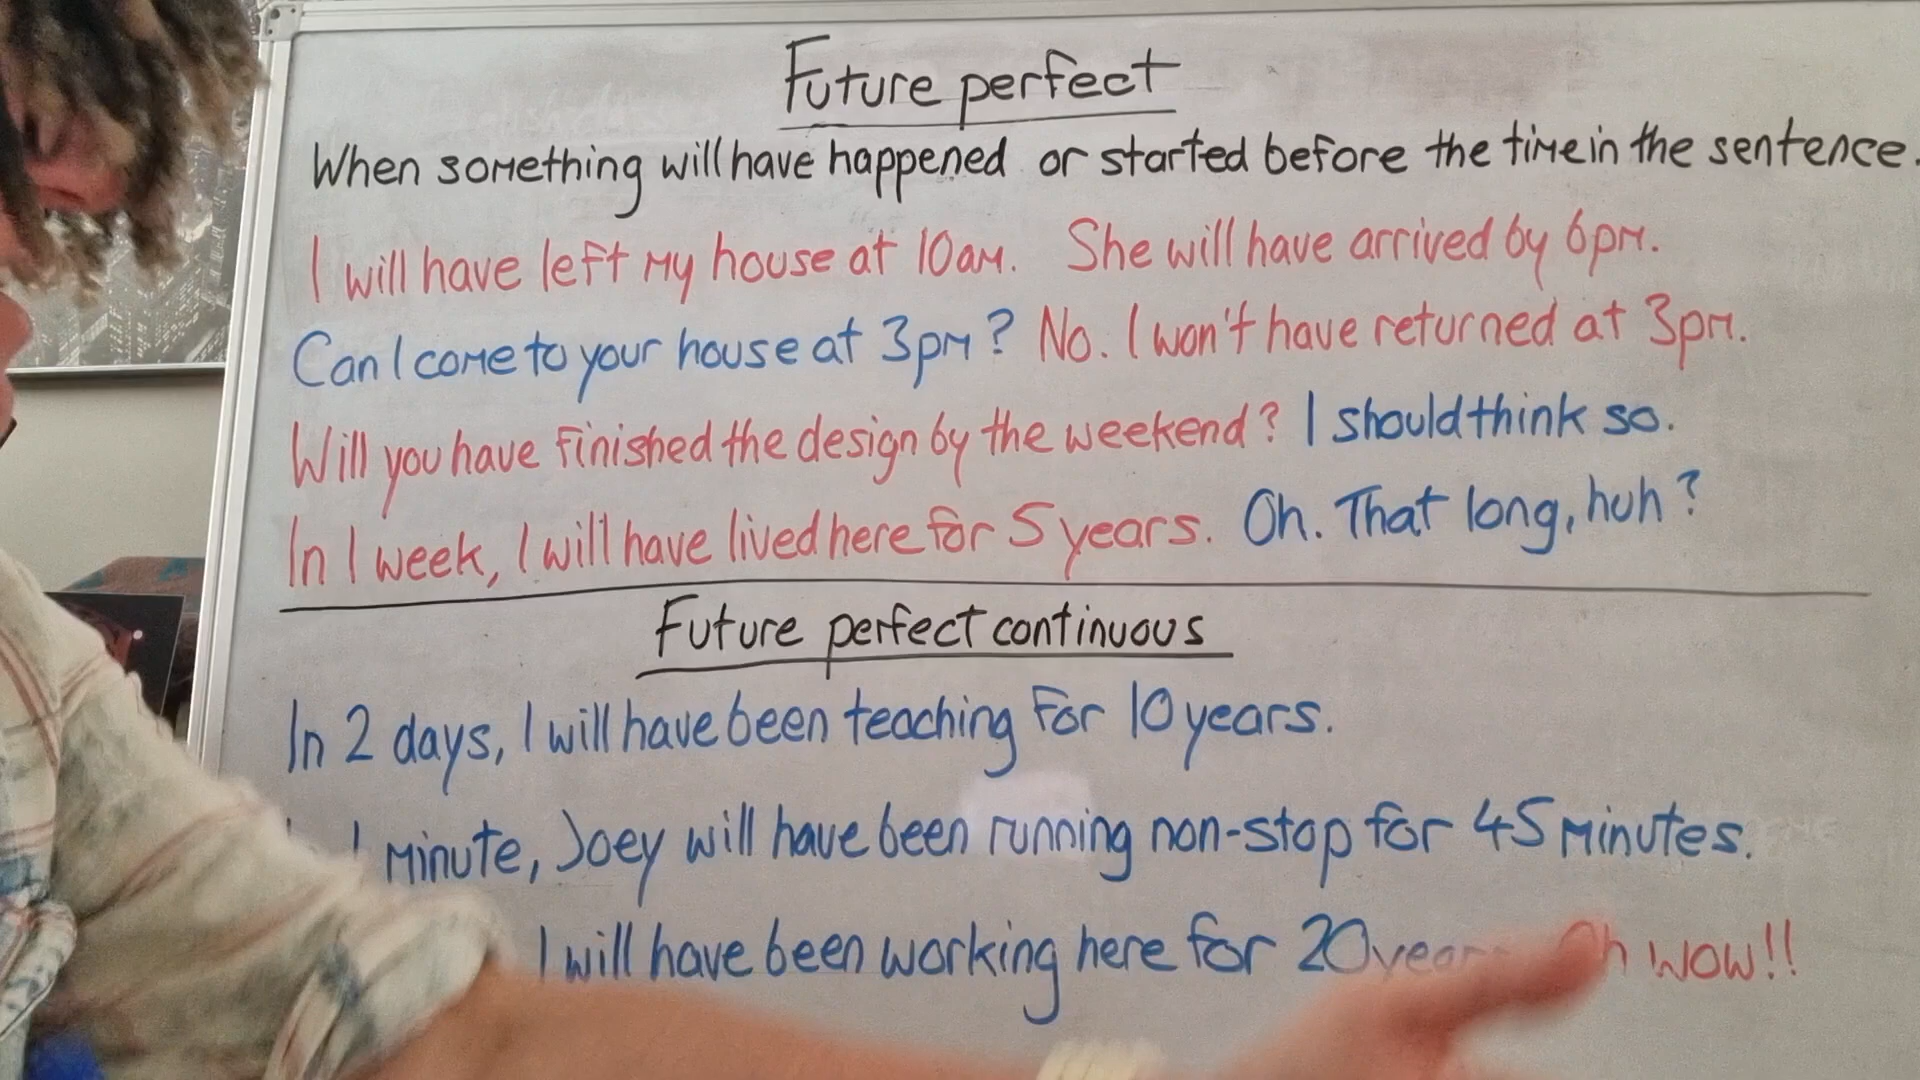 Future perfect
When something will have happened or started before the time in the sentence.
I will have left my house at 10am. She will have arrived by 6pm.
Can I come to your house at 3pm? No. I won't have returned at 3pm.
Will you have finished the design by the weekend? I should think so.
In 1 week, I will have lived here for 5 years. Oh. That long, huh?
Future perfect continuous
In 2 days, I will have been teaching for 10 years.
1 minute, Joey will have been running non-stop for 45 minutes.
I will have been working here for 20 wow!!